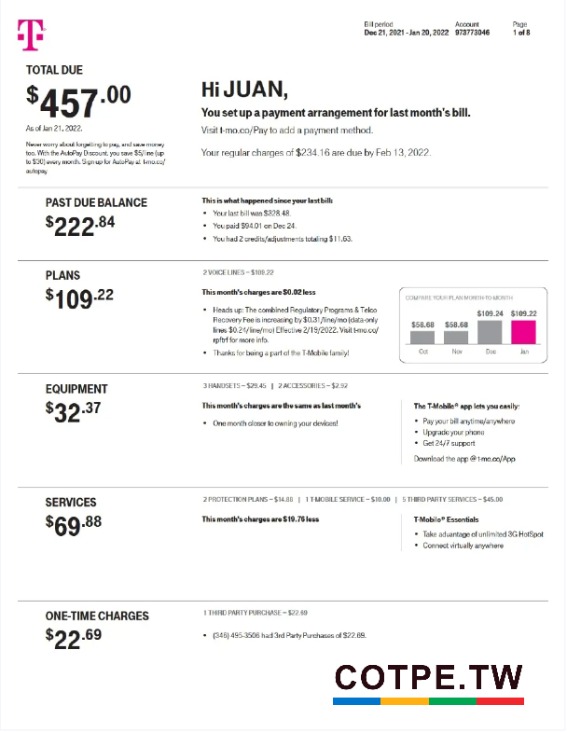 T
Bill period Account Page
Dec 21, 2021 - Jan 20, 2022 973773046 1 of 8
TOTAL DUE
$457.00
As of Jan 21, 2022.
Never worry about forgetting to pay, and save money
too. With the AutoPay Discount, you save $5/line (up
to $30) every month. Sign up for AutoPay at t-mo.co/
autopay
Hi JUAN,
You set up a payment arrangement for last month's bill.
Visit t-mo.co/Pay to add a payment method.
Your regular charges of $234.16 are due by Feb 13, 2022.
PAST DUE BALANCE
$222.84
This is what happened since your last bill:
• Your last bill was $328.48.
• You paid $94.01 on Dec 24.
• You had 2 credits/adjustments totaling $11.63.
PLANS
$109.22
2 VOICE LINES – $109.22
This month's charges are $0.02 less
• Heads up: The combined Regulatory Programs & Telco
Recovery Fee is increasing by $0.31/line/mo (data-only
lines $0.24/line/mo) Effective 2/19/2022. Visit t-mo.co/
rpftrf for more info.
• Thanks for being a part of the T-Mobile family!
COMPARE YOUR PLAN MONTH TO MONTH
$58.68 $58.68 $109.24 $109.22
Oct Nov Dec Jan
EQUIPMENT
$32.37
3 HANDSETS – $29.45 | 2 ACCESSORIES – $2.92
This month's charges are the same as last month's
• One month closer to owning your devices!
The T-Mobile® app lets you easily:
• Pay your bill anytime/anywhere
• Upgrade your phone
• Get 24/7 support
Download the app @ t-mo.co/App
SERVICES
$69.88
2 PROTECTION PLANS – $14.88 | 1 T-MOBILE SERVICE – $10.00 | 5 THIRD PARTY SERVICES – $45.00
This month's charges are $19.76 less
T-Mobile® Essentials
• Take advantage of unlimited 3G HotSpot
• Connect virtually anywhere
ONE-TIME CHARGES
$22.69
1 THIRD PARTY PURCHASE – $22.69
• (346) 495-3506 had 3rd Party Purchases of $22.69.
COTPE.TW